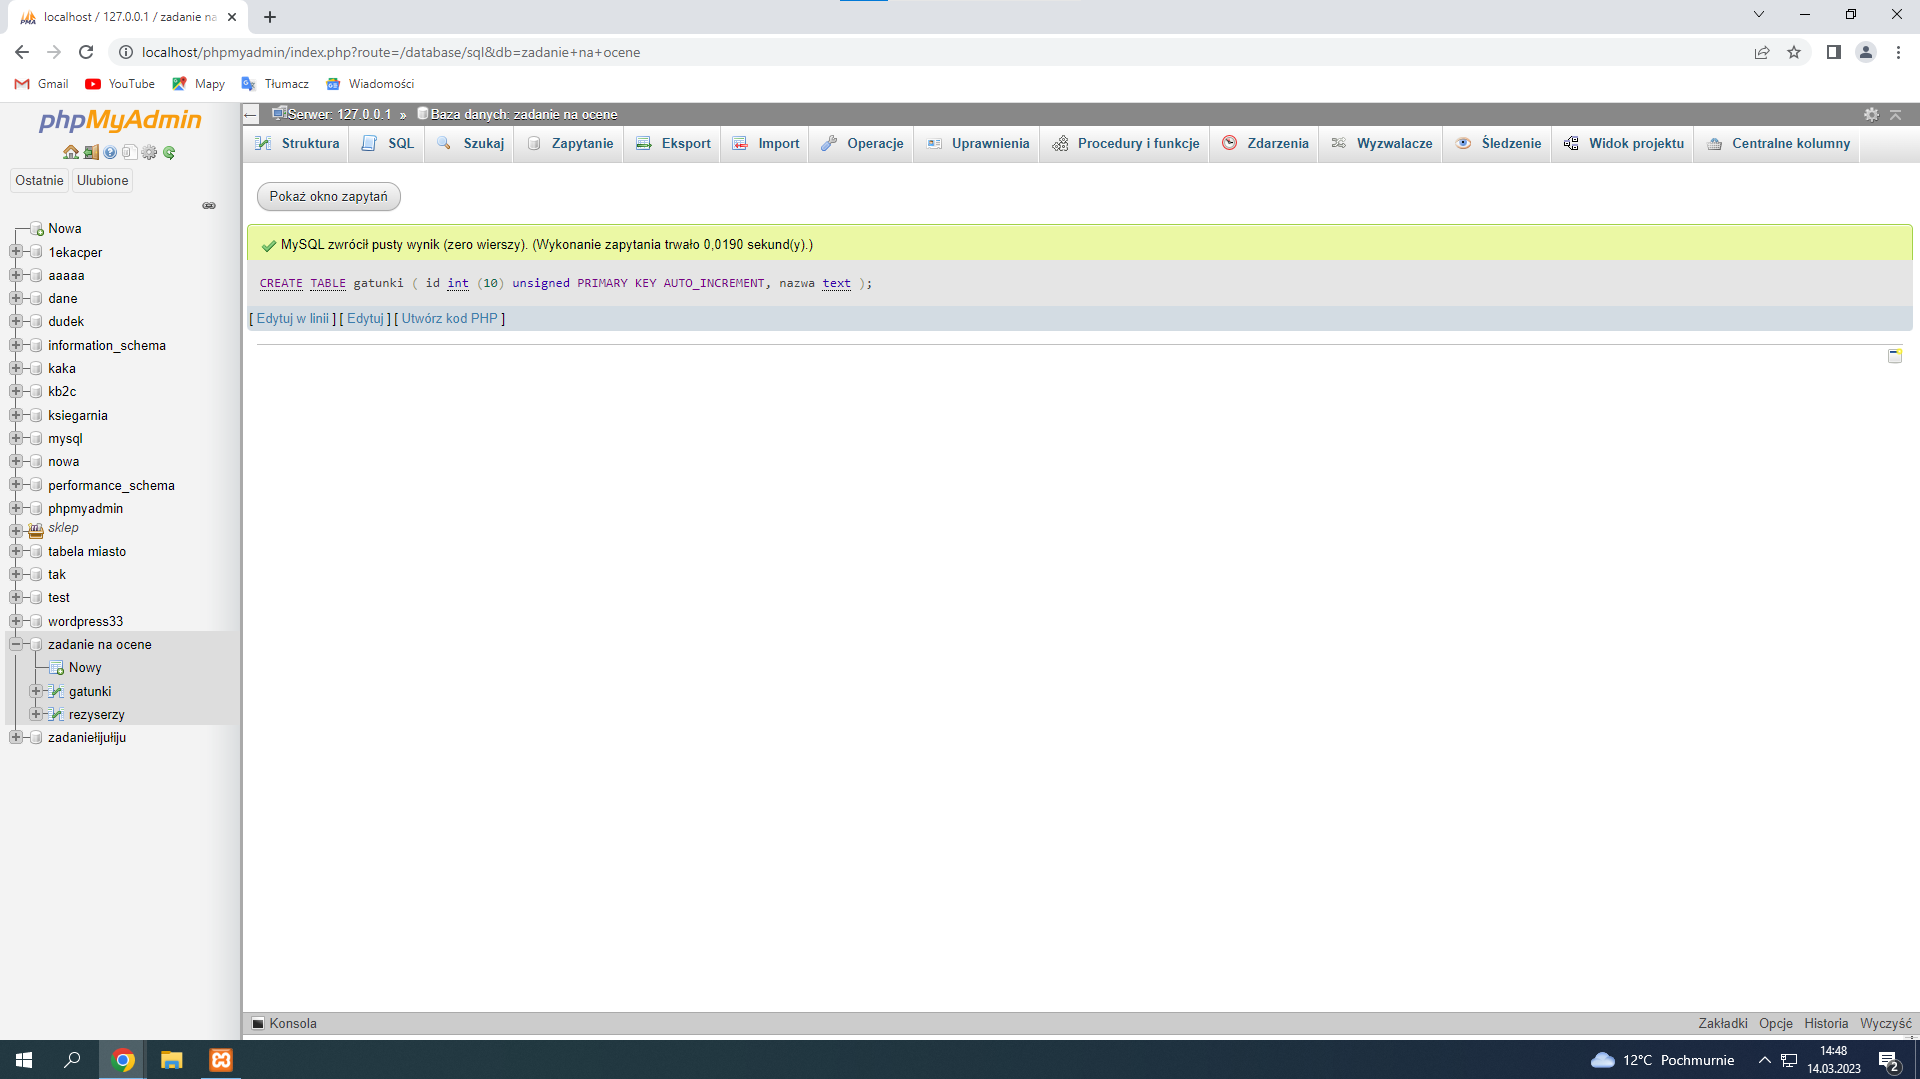 localhost / 127.0.0.1 / zadanie na
localhost/phpmyadmin/index.php?route=/database/sql&db=zadanie+na+ocene
Gmail YouTube Mapy Tłumacz Wiadomości
phpMyAdmin
Ostatnie Ulubione
Nowa
1ekacper
aaaaa
dane
dudek
information_schema
kaka
kb2c
ksiegarnia
mysql
nowa
performance_schema
phpmyadmin
sklep
tabela miasto
tak
test
wordpress33
zadanie na ocene
Nowy
gatunki
rezyserzy
zadaniełijułiju
Serwer: 127.0.0.1 » Baza danych: zadanie na ocene
Struktura SQL Szukaj Zapytanie Eksport Import Operacje Uprawnienia Procedury i funkcje Zdarzenia Wyzwalacze Śledzenie Widok projektu Centralne kolumny
Pokaż okno zapytań
MySQL zwrócił pusty wynik (zero wierszy). (Wykonanie zapytania trwało 0,0190 sekund(y).)
CREATE TABLE gatunki ( id int (10) unsigned PRIMARY KEY AUTO_INCREMENT, nazwa text );
[ Edytuj w linii ] [ Edytuj ] [ Utwórz kod PHP ]
Konsola
Zakładki Opcje Historia Wyczyść
12°C Pochmurnie
14:48
14.03.2023
2